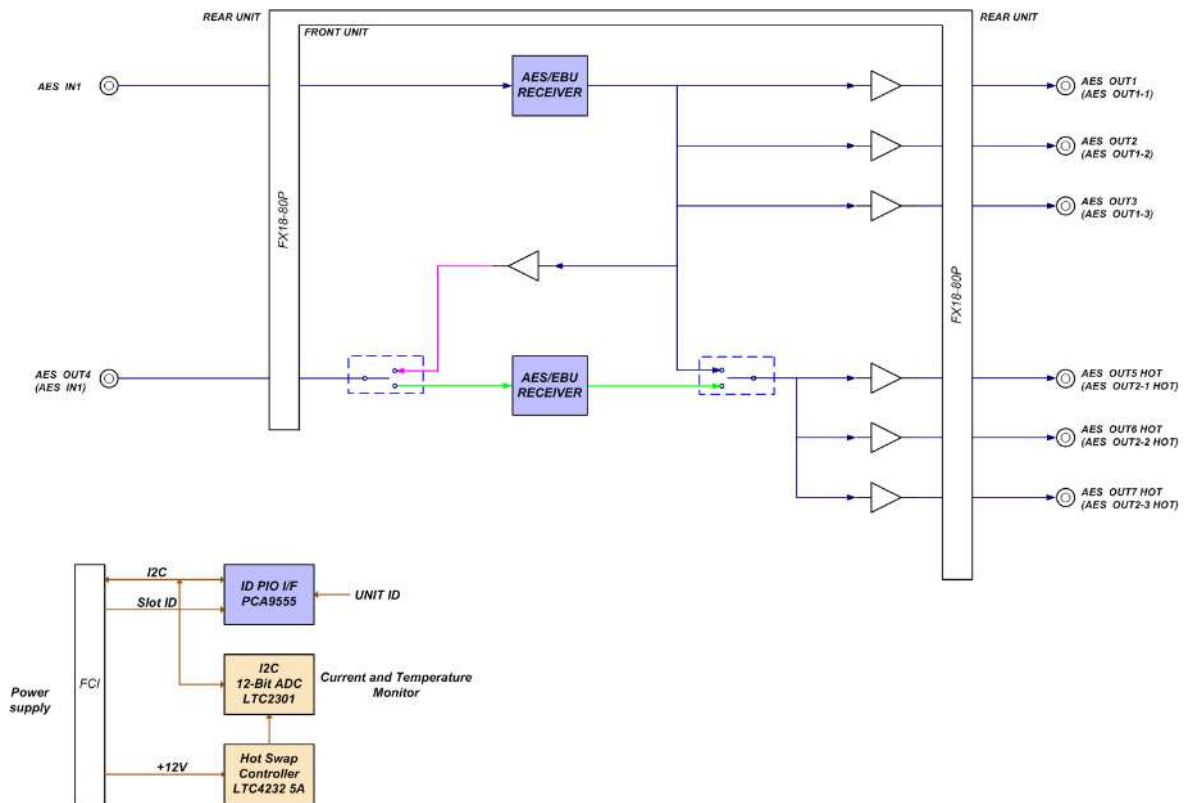 REAR UNIT
REAR UNIT
FRONT UNIT
AES IN1
AES/EBU
RECEIVER
AES OUT1
(AES OUT1-1)
AES OUT2
(AES OUT1-2)
AES OUT3
(AES OUT1-3)
FX18-80P
FX18-80P
AES OUT4
(AES IN1)
AES/EBU
RECEIVER
AES OUT5 HOT
(AES OUT2-1 HOT)
AES OUT6 HOT
(AES OUT2-2 HOT)
AES OUT7 HOT
(AES OUT2-3 HOT)
I2C
ID PIO I/F
PCA9555
Slot ID
UNIT ID
FCI
Power
supply
I2C
12-Bit ADC
LTC2301
Current and Temperature
Monitor
+12V
Hot Swap
Controller
LTC4232 5A